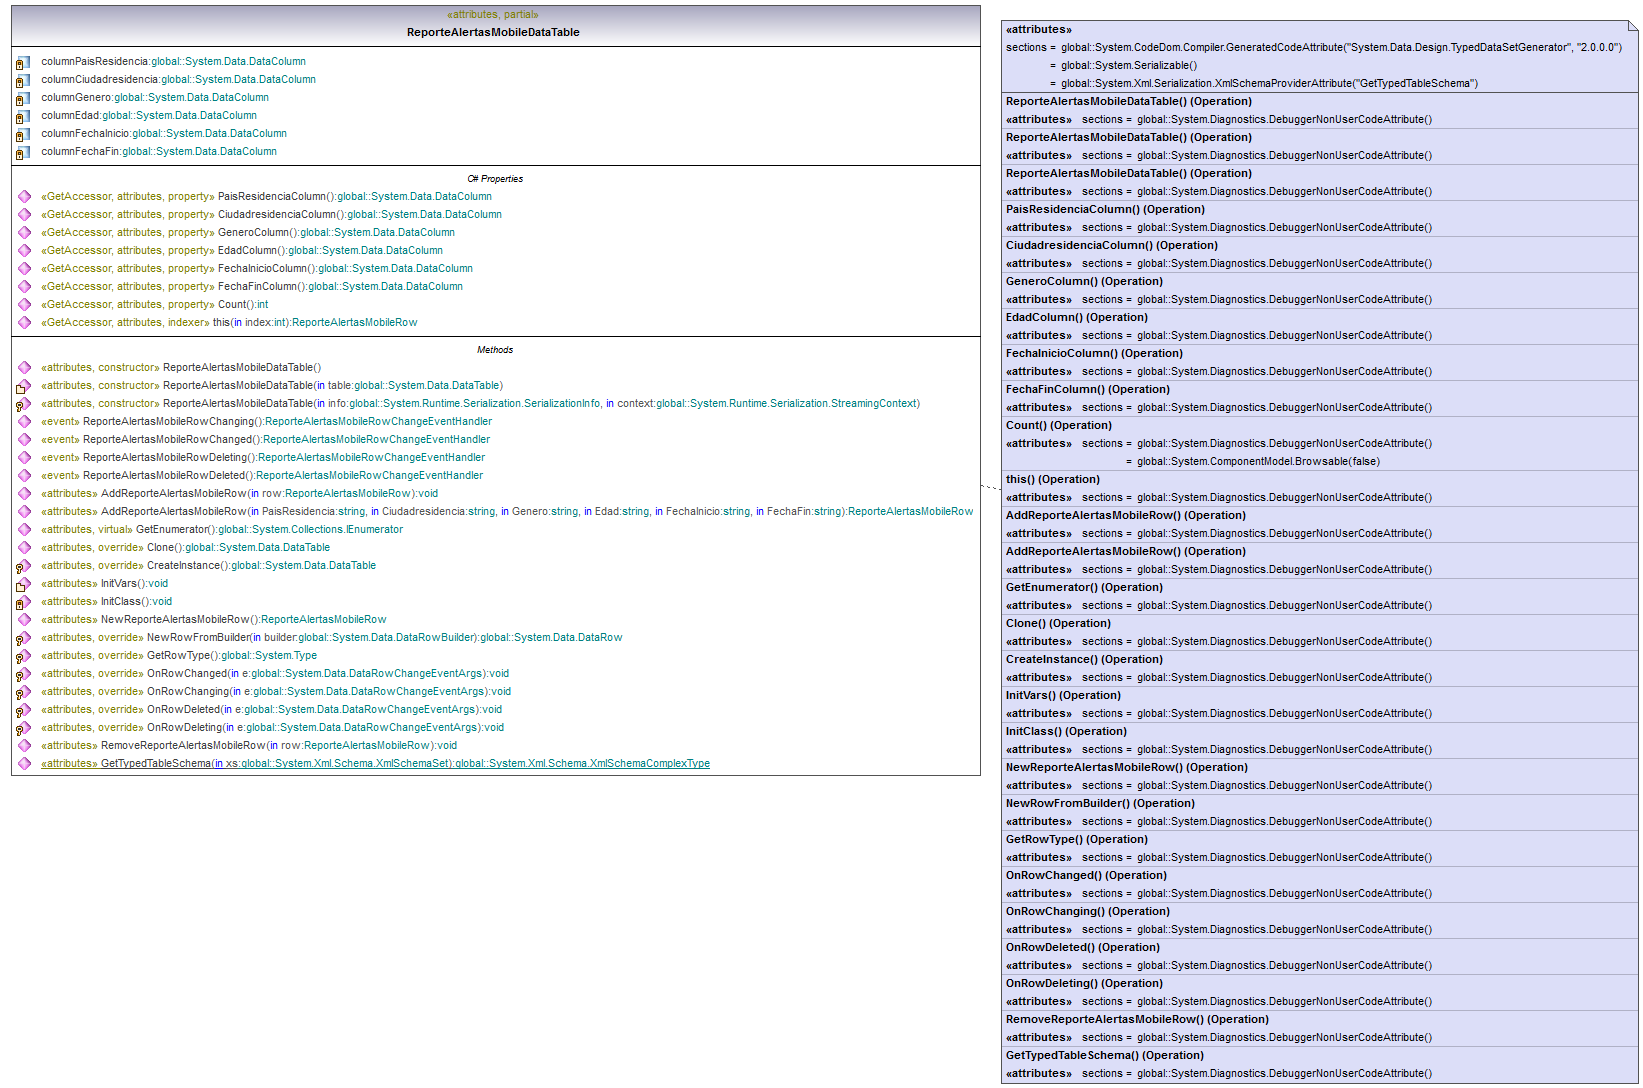 «attributes, partial»
ReporteAlertasMobileDataTable
columnPaisResidencia:global::System.Data.DataColumn
columnCiudadresidencia:global::System.Data.DataColumn
columnGenero:global::System.Data.DataColumn
columnEdad:global::System.Data.DataColumn
columnFechaInicio:global::System.Data.DataColumn
columnFechaFin:global::System.Data.DataColumn
C# Properties
«GetAccessor, attributes, property» PaisResidenciaColumn():global::System.Data.DataColumn
«GetAccessor, attributes, property» CiudadresidenciaColumn():global::System.Data.DataColumn
«GetAccessor, attributes, property» GeneroColumn():global::System.Data.DataColumn
«GetAccessor, attributes, property» EdadColumn():global::System.Data.DataColumn
«GetAccessor, attributes, property» FechaInicioColumn():global::System.Data.DataColumn
«GetAccessor, attributes, property» FechaFinColumn():global::System.Data.DataColumn
«GetAccessor, attributes, property» Count():int
«GetAccessor, attributes, indexer» this(in index:int):ReporteAlertasMobileRow
Methods
«attributes, constructor» ReporteAlertasMobileDataTable()
«attributes, constructor» ReporteAlertasMobileDataTable(in table:global::System.Data.DataTable)
«attributes, constructor» ReporteAlertasMobileDataTable(in info:global::System.Runtime.Serialization.SerializationInfo, in context:global::System.Runtime.Serialization.StreamingContext)
«event» ReporteAlertasMobileRowChanging():ReporteAlertasMobileRowChangeEventHandler
«event» ReporteAlertasMobileRowChanged():ReporteAlertasMobileRowChangeEventHandler
«event» ReporteAlertasMobileRowDeleting():ReporteAlertasMobileRowChangeEventHandler
«event» ReporteAlertasMobileRowDeleted():ReporteAlertasMobileRowChangeEventHandler
«attributes» AddReporteAlertasMobileRow(in row:ReporteAlertasMobileRow):void
«attributes» AddReporteAlertasMobileRow(in PaisResidencia:string, in Ciudadresidencia:string, in Genero:string, in Edad:string, in FechaInicio:string, in FechaFin:string):ReporteAlertasMobileRow
«attributes, virtual» GetEnumerator():global::System.Collections.IEnumerator
«attributes, override» Clone():global::System.Data.DataTable
«attributes, override» CreateInstance():global::System.Data.DataTable
«attributes» InitVars():void
«attributes» InitClass():void
«attributes» NewReporteAlertasMobileRow():ReporteAlertasMobileRow
«attributes, override» NewRowFromBuilder(in builder:global::System.Data.DataRowBuilder):global::System.Data.DataRow
«attributes, override» GetRowType():global::System.Type
«attributes, override» OnRowChanged(in e:global::System.Data.DataRowChangeEventArgs):void
«attributes, override» OnRowChanging(in e:global::System.Data.DataRowChangeEventArgs):void
«attributes, override» OnRowDeleted(in e:global::System.Data.DataRowChangeEventArgs):void
«attributes, override» OnRowDeleting(in e:global::System.Data.DataRowChangeEventArgs):void
«attributes» RemoveReporteAlertasMobileRow(in row:ReporteAlertasMobileRow):void
«attributes» GetTypedTableSchema(in xs:global::System.Xml.Schema.XmlSchemaSet):global::System.Xml.Schema.XmlSchemaComplexType
«attributes»
sections = global::System.CodeDom.Compiler.GeneratedCodeAttribute("System.Data.Design.TypedDataSetGenerator", "2.0.0.0")
= global::System.Serializable()
= global::System.Xml.Serialization.XmlSchemaProviderAttribute("GetTypedTableSchema")
ReporteAlertasMobileDataTable() (Operation)
«attributes» sections = global::System.Diagnostics.DebuggerNonUserCodeAttribute()
ReporteAlertasMobileDataTable() (Operation)
«attributes» sections = global::System.Diagnostics.DebuggerNonUserCodeAttribute()
ReporteAlertasMobileDataTable() (Operation)
«attributes» sections = global::System.Diagnostics.DebuggerNonUserCodeAttribute()
PaisResidenciaColumn() (Operation)
«attributes» sections = global::System.Diagnostics.DebuggerNonUserCodeAttribute()
CiudadresidenciaColumn() (Operation)
«attributes» sections = global::System.Diagnostics.DebuggerNonUserCodeAttribute()
GeneroColumn() (Operation)
«attributes» sections = global::System.Diagnostics.DebuggerNonUserCodeAttribute()
EdadColumn() (Operation)
«attributes» sections = global::System.Diagnostics.DebuggerNonUserCodeAttribute()
FechaInicioColumn() (Operation)
«attributes» sections = global::System.Diagnostics.DebuggerNonUserCodeAttribute()
FechaFinColumn() (Operation)
«attributes» sections = global::System.Diagnostics.DebuggerNonUserCodeAttribute()
Count() (Operation)
«attributes» sections = global::System.Diagnostics.DebuggerNonUserCodeAttribute()
= global::System.ComponentModel.Browsable(false)
this() (Operation)
«attributes» sections = global::System.Diagnostics.DebuggerNonUserCodeAttribute()
AddReporteAlertasMobileRow() (Operation)
«attributes» sections = global::System.Diagnostics.DebuggerNonUserCodeAttribute()
AddReporteAlertasMobileRow() (Operation)
«attributes» sections = global::System.Diagnostics.DebuggerNonUserCodeAttribute()
GetEnumerator() (Operation)
«attributes» sections = global::System.Diagnostics.DebuggerNonUserCodeAttribute()
Clone() (Operation)
«attributes» sections = global::System.Diagnostics.DebuggerNonUserCodeAttribute()
CreateInstance() (Operation)
«attributes» sections = global::System.Diagnostics.DebuggerNonUserCodeAttribute()
InitVars() (Operation)
«attributes» sections = global::System.Diagnostics.DebuggerNonUserCodeAttribute()
InitClass() (Operation)
«attributes» sections = global::System.Diagnostics.DebuggerNonUserCodeAttribute()
NewReporteAlertasMobileRow() (Operation)
«attributes» sections = global::System.Diagnostics.DebuggerNonUserCodeAttribute()
NewRowFromBuilder() (Operation)
«attributes» sections = global::System.Diagnostics.DebuggerNonUserCodeAttribute()
GetRowType() (Operation)
«attributes» sections = global::System.Diagnostics.DebuggerNonUserCodeAttribute()
OnRowChanged() (Operation)
«attributes» sections = global::System.Diagnostics.DebuggerNonUserCodeAttribute()
OnRowChanging() (Operation)
«attributes» sections = global::System.Diagnostics.DebuggerNonUserCodeAttribute()
OnRowDeleted() (Operation)
«attributes» sections = global::System.Diagnostics.DebuggerNonUserCodeAttribute()
OnRowDeleting() (Operation)
«attributes» sections = global::System.Diagnostics.DebuggerNonUserCodeAttribute()
RemoveReporteAlertasMobileRow() (Operation)
«attributes» sections = global::System.Diagnostics.DebuggerNonUserCodeAttribute()
GetTypedTableSchema() (Operation)
«attributes» sections = global::System.Diagnostics.DebuggerNonUserCodeAttribute()